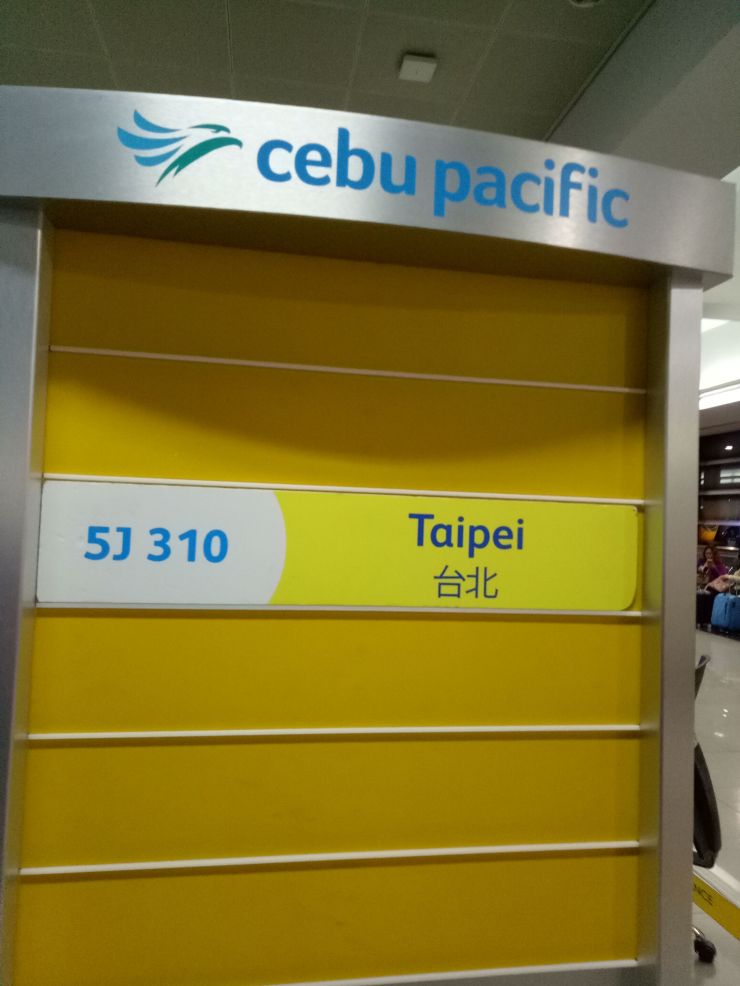 cebu pacific
5J 310
Taipei
台北